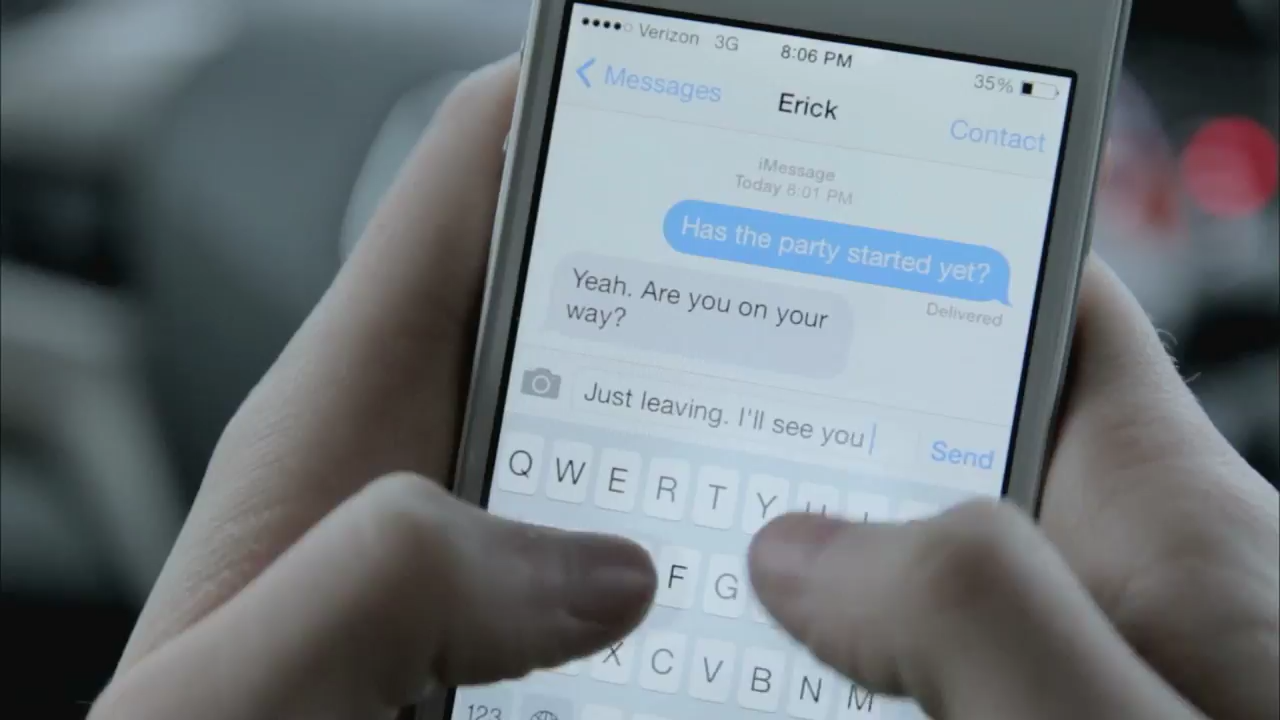 Verizon 3G 8:06 PM 35%
Messages Erick Contact
iMessage
Today 8:01 PM
Has the party started yet?
Delivered
Yeah. Are you on your
way?
Just leaving. I'll see you
Send
Q W E R T Y U I
F G
X C V B N M
123